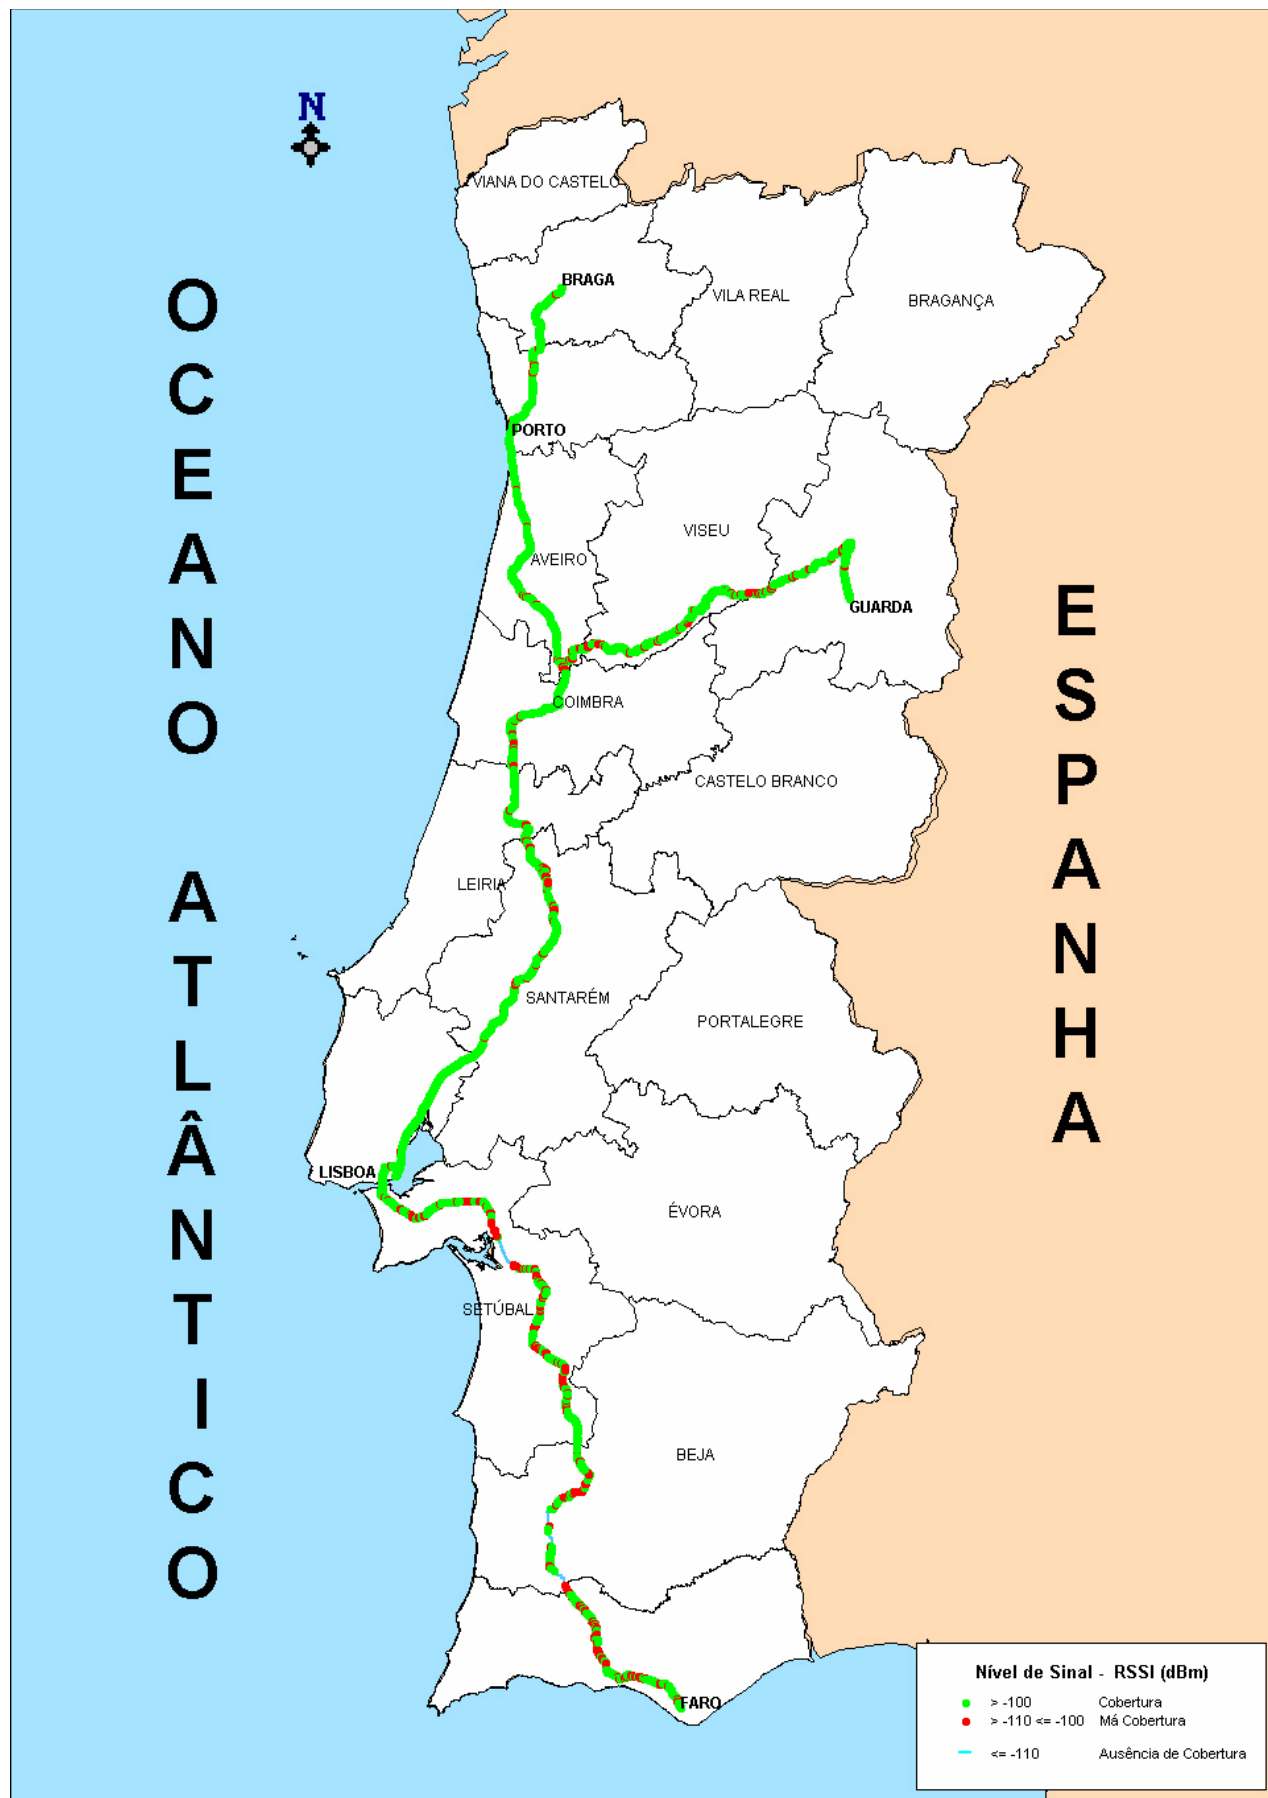 N
VIANA DO CASTELO
BRAGA
VILA REAL
BRAGANÇA
PORTO
VISEU
AVEIRO
GUARDA
COIMBRA
CASTELO BRANCO
LEIRIA
SANTARÉM
PORTALEGRE
LISBOA
ÉVORA
SETÚBAL
BEJA
FARO
OCEANO ATLÂNTICO
ESPANHA
Nível de Sinal - RSSI (dBm)
> -100 Cobertura
> -110 <= -100 Má Cobertura
<= -110 Ausência de Cobertura